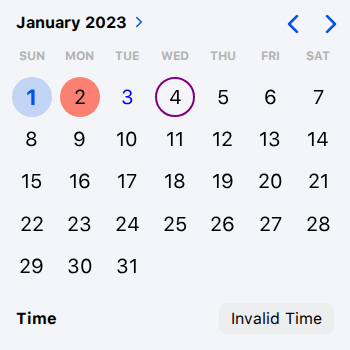 January 2023
SUN MON TUE WED THU FRI SAT
1 2 3 4 5 6 7
8 9 10 11 12 13 14
15 16 17 18 19 20 21
22 23 24 25 26 27 28
29 30 31
Time Invalid Time